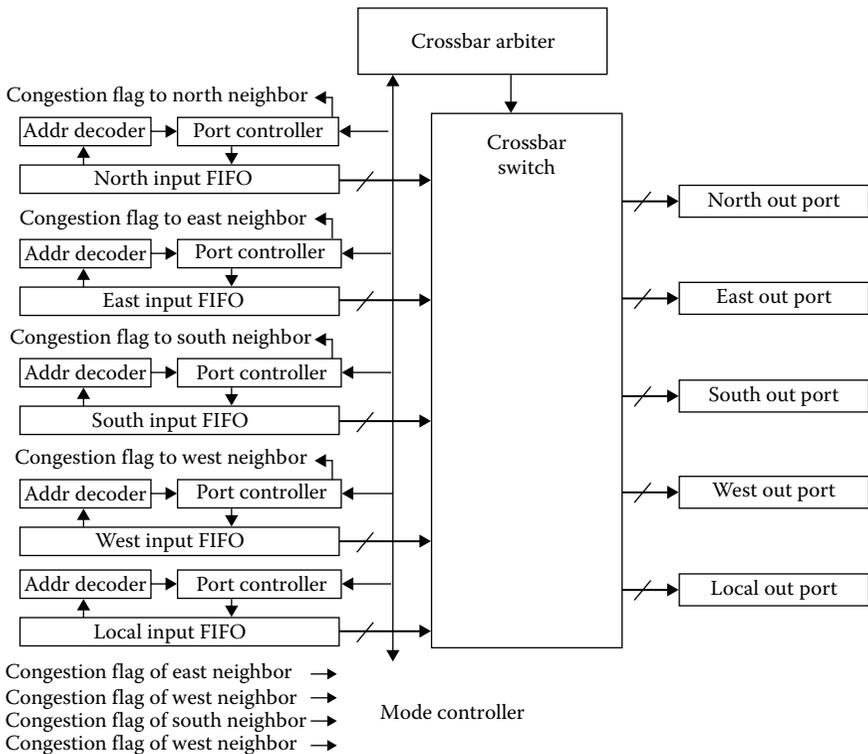 Crossbar arbiter
Congestion flag to north neighbor
Addr decoder
Port controller
North input FIFO
Congestion flag to east neighbor
Addr decoder
Port controller
East input FIFO
Congestion flag to south neighbor
Addr decoder
Port controller
South input FIFO
Congestion flag to west neighbor
Addr decoder
Port controller
West input FIFO
Addr decoder
Port controller
Local input FIFO
Congestion flag of east neighbor
Congestion flag of west neighbor
Congestion flag of south neighbor
Congestion flag of west neighbor
Mode controller
Crossbar
switch
North out port
East out port
South out port
West out port
Local out port